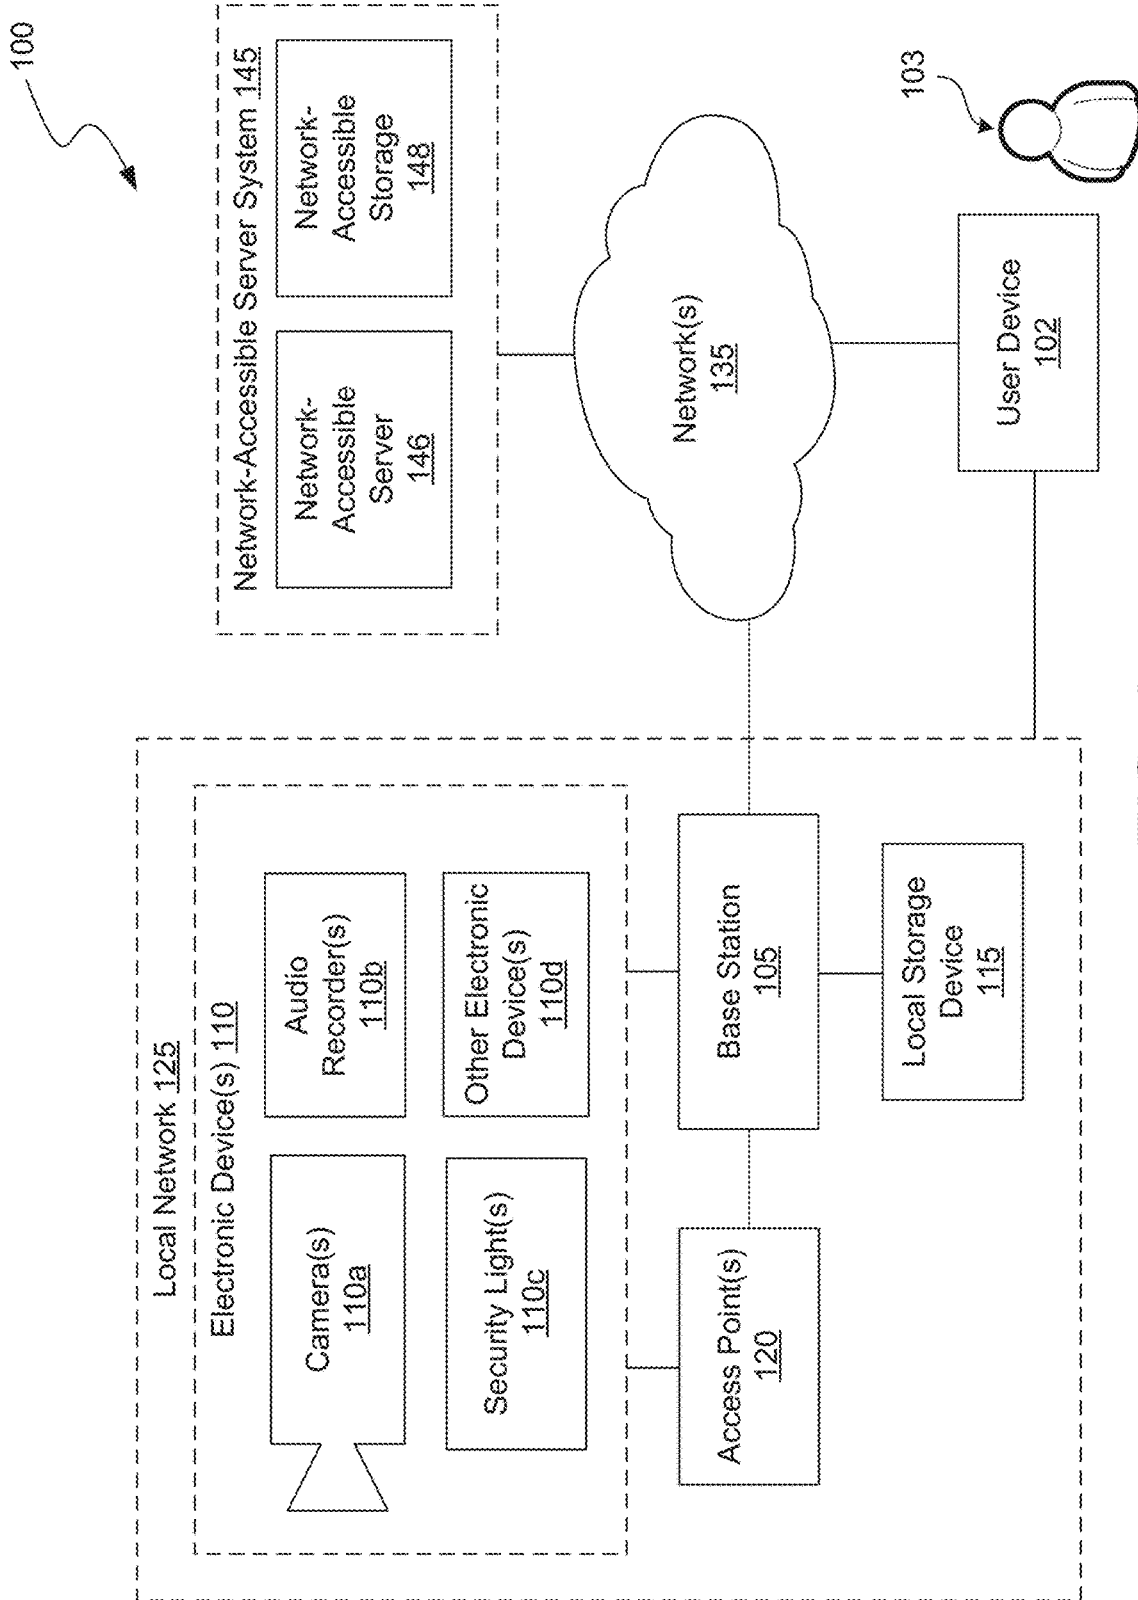 100
Local Network 125
Electronic Device(s) 110
Camera(s)
110a
Audio
Recorder(s)
110b
Security Light(s)
110c
Other Electronic
Device(s)
110d
Access Point(s)
120
Base Station
105
Local Storage
Device
115
Network-Accessible Server System 145
Network-
Accessible
Server
146
Network-
Accessible
Storage
148
Network(s)
135
User Device
102
103